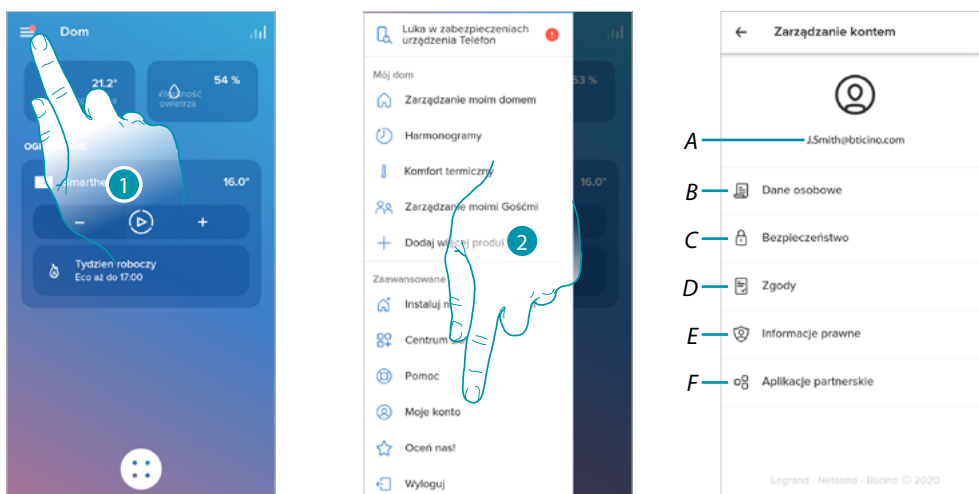 Dom
21.2°
54 %
wilgotność
powietrza
16.0°
1
−
+
Tydzien roboczy
Eco aż do 17:00
Luka w zabezpieczeniach
urządzenia Telefon
!
53 %
Mój dom
Zarządzanie moim domem
Harmonogramy
Komfort termiczny
16.0°
Zarządzanie moimi Gośćmi
Dodaj więcej
2
Zaawansowane
Instaluj
Centrum
Pomoc
Moje konto
Oceń nas!
Wyloguj
Zarządzanie kontem
A
J.Smith@bticino.com
B
Dane osobowe
C
Bezpieczeństwo
D
Zgody
E
Informacje prawne
F
Aplikacje partnerskie
Legrand - Netatmo - Bticino © 2020